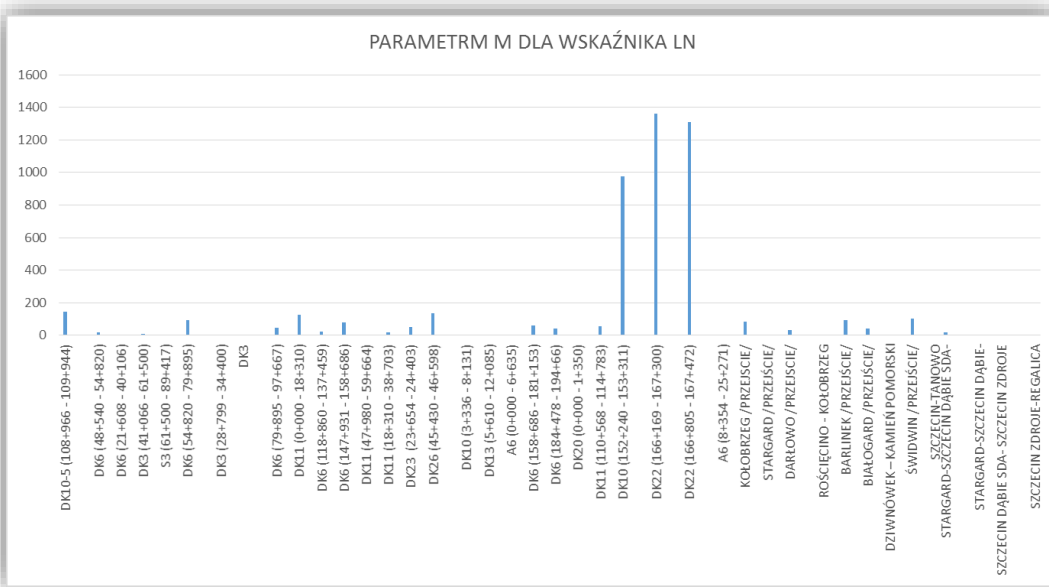 PARAMETRM M DLA WSKAŹNIKA LN
1600
1400
1200
1000
800
600
400
200
0
DK10-5 (108+966 - 109+944)
DK6 (48+540 - 54+820)
DK6 (21+608 - 40+106)
DK3 (41+066 - 61+500)
S3 (61+500 - 89+417)
DK6 (54+820 - 79+895)
DK3 (28+799 - 34+400)
DK3
DK6 (79+895 - 97+667)
DK11 (0+000 - 18+310)
DK6 (118+860 - 137+459)
DK6 (147+931 - 158+686)
DK11 (47+980 - 59+664)
DK11 (18+310 - 38+703)
DK23 (23+654 - 24+403)
DK26 (45+430 - 46+598)
DK10 (3+336 - 8+131)
DK13 (5+610 - 12+085)
A6 (0+000 - 6+635)
DK6 (158+686 - 181+153)
DK6 (184+478 - 194+66)
DK20 (0+000 - 1+350)
DK11 (110+568 - 114+783)
DK10 (152+240 - 153+311)
DK22 (166+169 - 167+300)
DK22 (166+805 - 167+472)
A6 (8+354 - 25+271)
KOŁOBRZEG /PRZEJŚCIE/
STARGARD /PRZEJŚCIE/
DARŁOWO /PRZEJŚCIE/
ROŚCIĘCINO - KOŁOBRZEG
BARLINEK /PRZEJŚCIE/
BIAŁOGARD /PRZEJŚCIE/
DZIWNÓWEK – KAMIEŃ POMORSKI
ŚWIDWIN /PRZEJŚCIE/
SZCZECIN-TANOWO
STARGARD-SZCZECIN DĄBIE SDA-
STARGARD-SZCZECIN DĄBIE-
SZCZECIN DĄBIE SDA- SZCZECIN ZDROJE
SZCZECIN ZDROJE-REGALICA